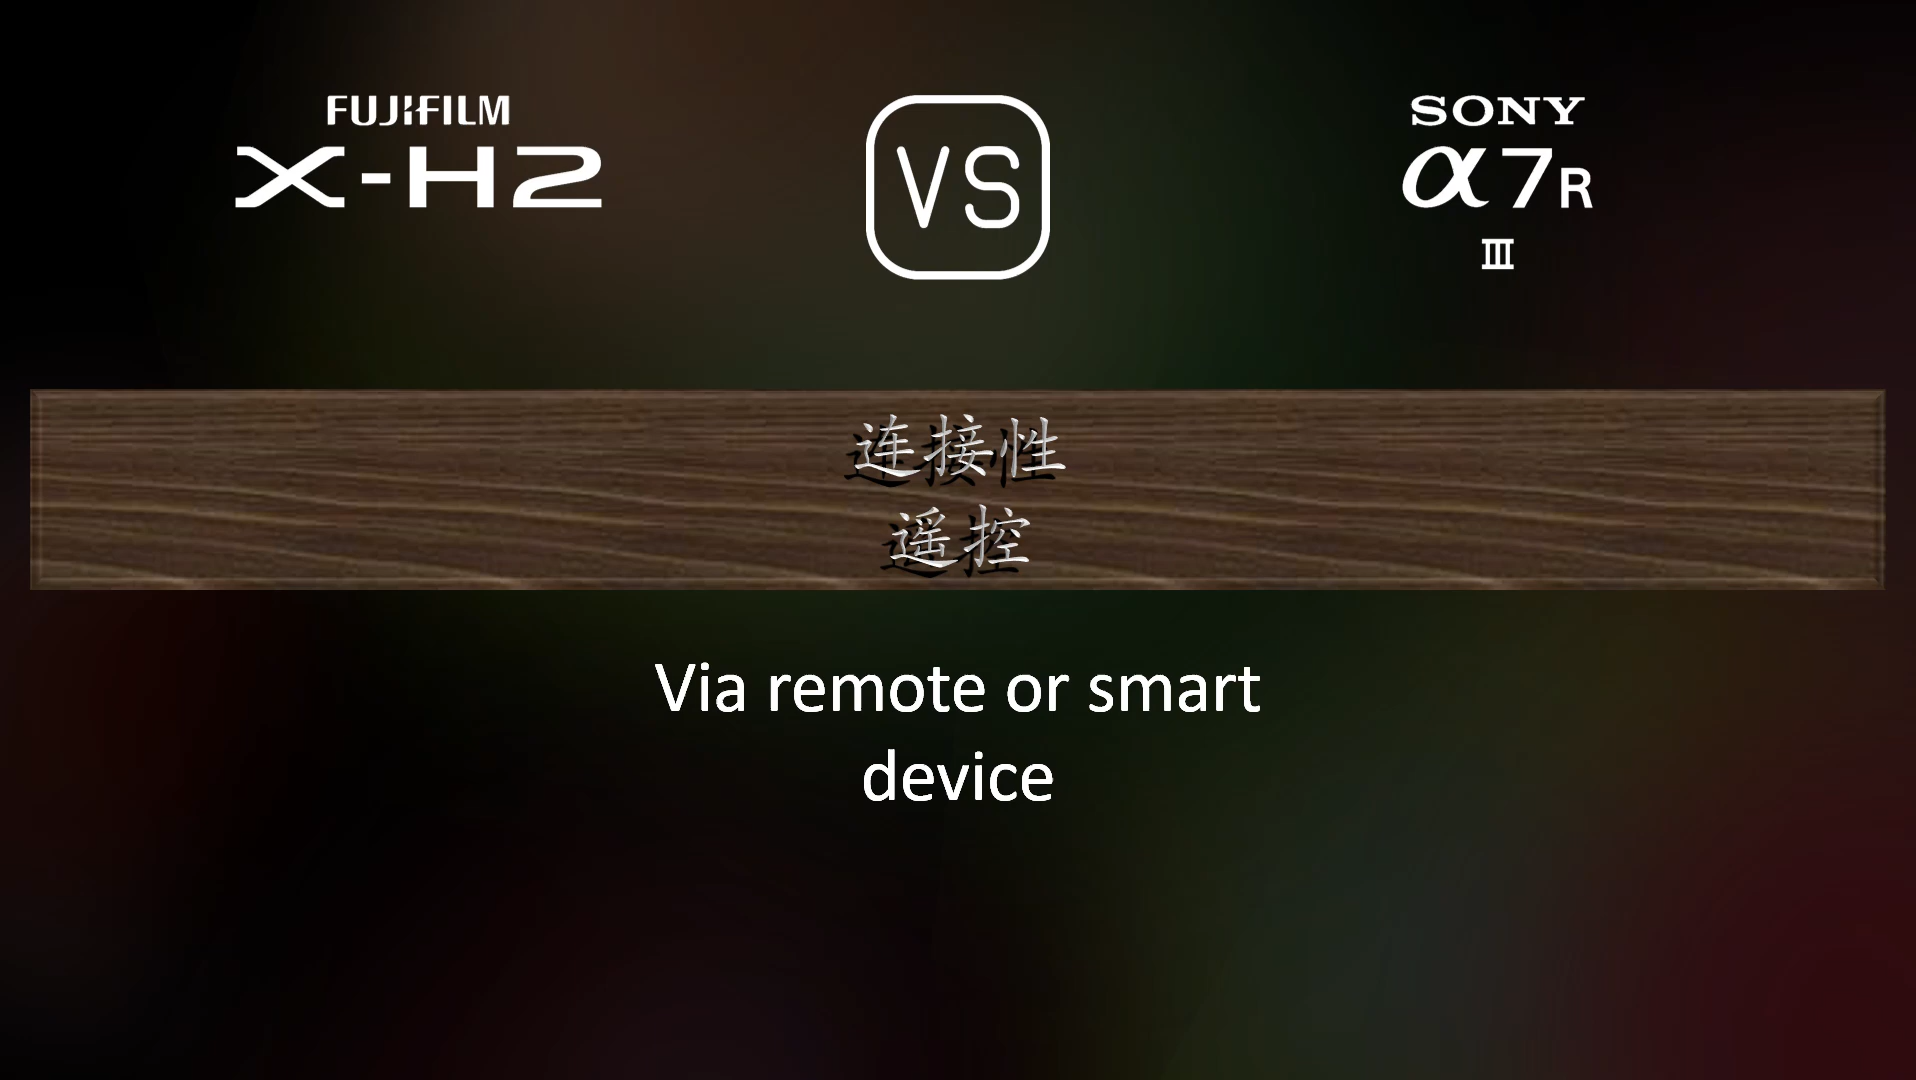 FUJIFILM
X-H2
VS
SONY
α7R
III
连接性
遥控
Via remote or smart
device